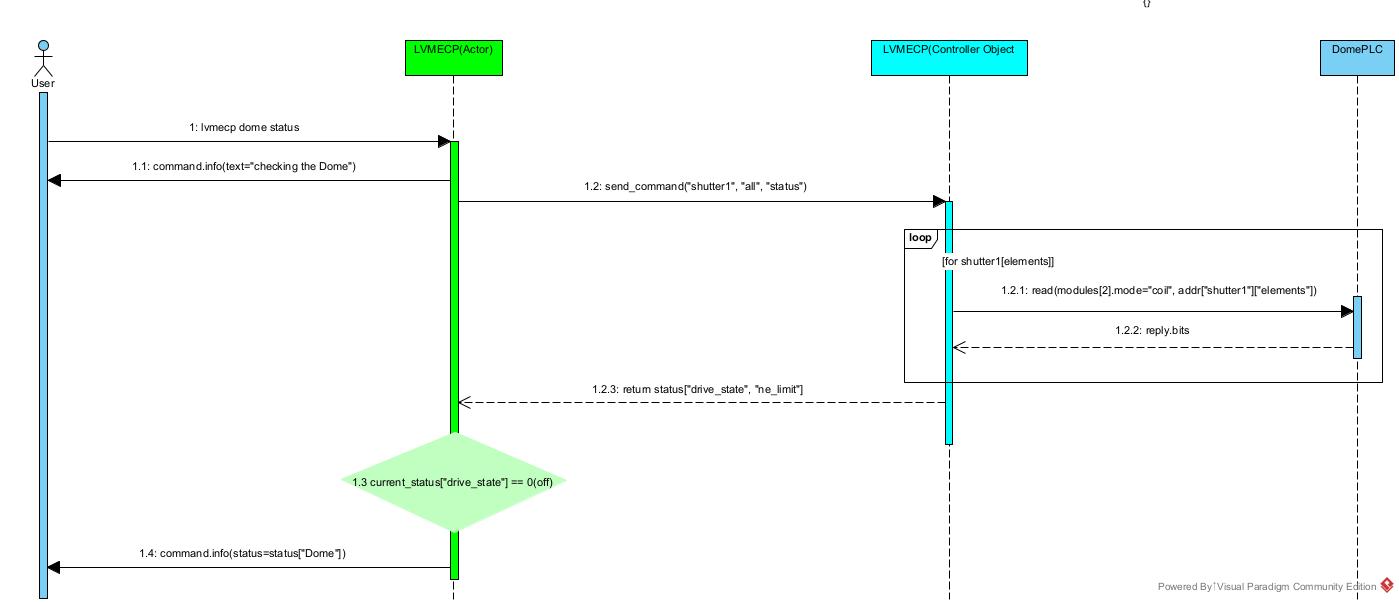 {}
User
LVMECP(Actor)
LVMECP(Controller Object
DomePLC
1: lvmecp dome status
1.1: command.info(text="checking the Dome")
1.2: send_command("shutter1", "all", "status")
loop
[for shutter1[elements]]
1.2.1: read(modules[2].mode="coil", addr["shutter1"]["elements"])
1.2.2: reply.bits
1.2.3: return status["drive_state", "ne_limit"]
1.3 current_status["drive_state"] == 0(off)
1.4: command.info(status=status["Dome"])
Powered By Visual Paradigm Community Edition